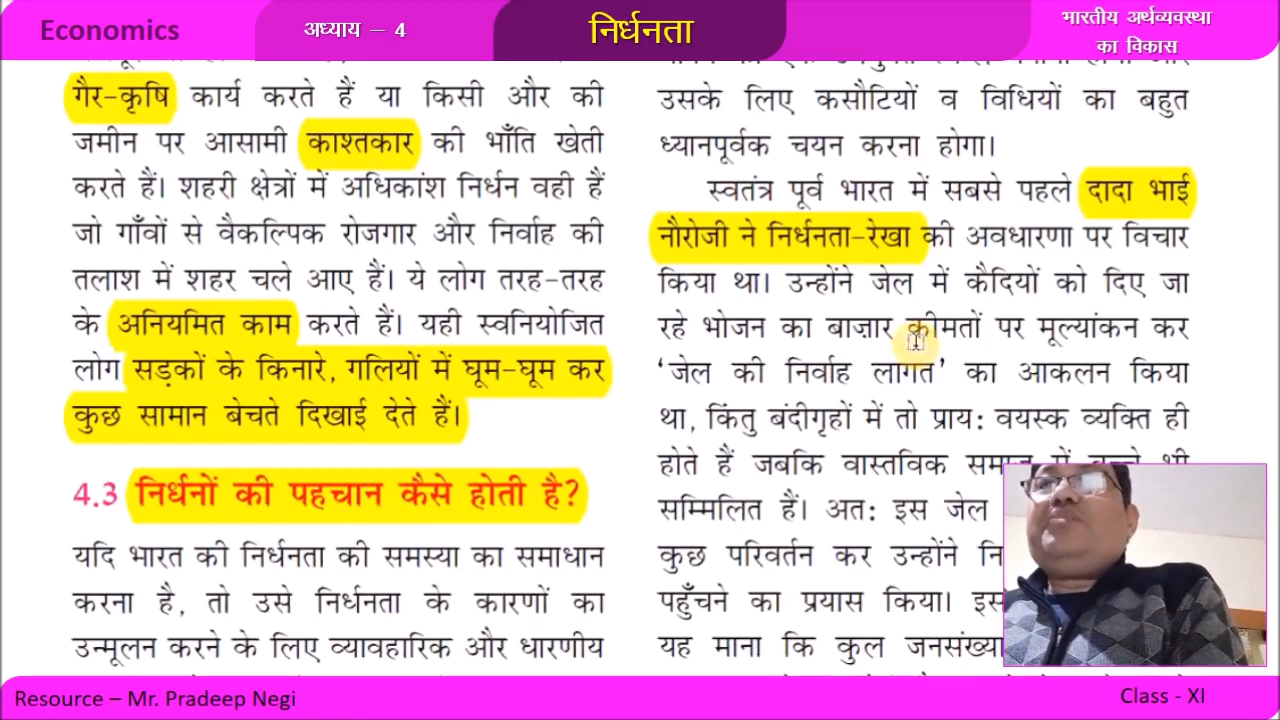 Economics
अध्याय – 4
निर्धनता
भारतीय अर्थव्यवस्था
का विकास
गैर-कृषि कार्य करते हैं या किसी और की
जमीन पर आसामी काश्तकार की भाँति खेती
करते हैं। शहरी क्षेत्रों में अधिकांश निर्धन वही हैं
जो गाँवों से वैकल्पिक रोजगार और निर्वाह की
तलाश में शहर चले आए हैं। ये लोग तरह-तरह
के अनियमित काम करते हैं। यही स्वनियोजित
लोग सड़कों के किनारे, गलियों में घूम-घूम कर
कुछ सामान बेचते दिखाई देते हैं।
4.3 निर्धनों की पहचान कैसे होती है?
यदि भारत की निर्धनता की समस्या का समाधान
करना है, तो उसे निर्धनता के कारणों का
उन्मूलन करने के लिए व्यावहारिक और धारणीय
उसके लिए कसौटियों व विधियों का बहुत
ध्यानपूर्वक चयन करना होगा।
स्वतंत्र पूर्व भारत में सबसे पहले दादा भाई
नौरोजी ने निर्धनता-रेखा की अवधारणा पर विचार
किया था। उन्होंने जेल में कैदियों को दिए जा
रहे भोजन का बाज़ार कीमतों पर मूल्यांकन कर
‘जेल की निर्वाह लागत’ का आकलन किया
था, किंतु बंदीगृहों में तो प्राय: वयस्क व्यक्ति ही
होते हैं जबकि वास्तविक समाज में बच्चे भी
सम्मिलित हैं। अत: इस जेल
कुछ परिवर्तन कर उन्होंने
पहुँचने का प्रयास किया।
यह माना कि कुल जनसंख्या
Resource – Mr. Pradeep Negi
Class - XI